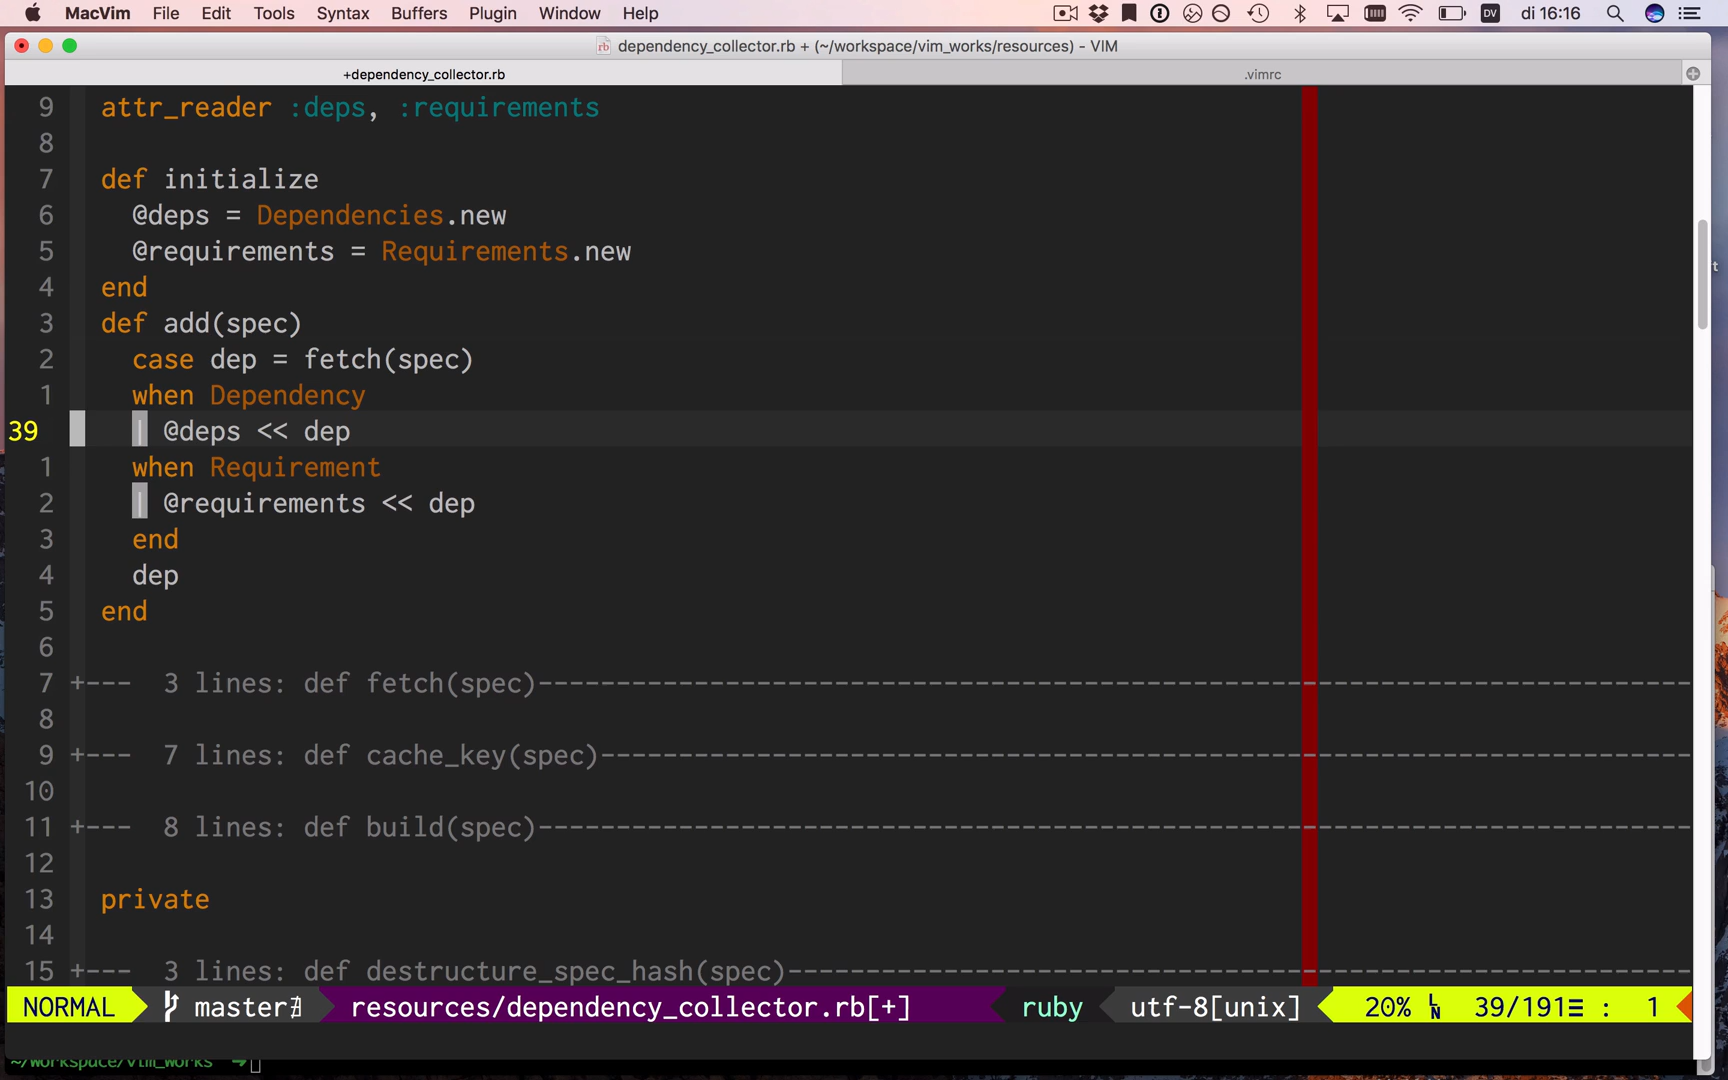 MacVim File Edit Tools Syntax Buffers Plugin Window Help DV di 16:16
dependency_collector.rb + (~/workspace/vim_works/resources) - VIM
+dependency_collector.rb .vimrc
9 attr_reader :deps, :requirements
8
7 def initialize
6 @deps = Dependencies.new
5 @requirements = Requirements.new
4 end
3 def add(spec)
2 case dep = fetch(spec)
1 when Dependency
39 | @deps << dep
1 when Requirement
2 | @requirements << dep
3 end
4 dep
5 end
6
7 +--- 3 lines: def fetch(spec)--------------------------------------------------------------------------
8
9 +--- 7 lines: def cache_key(spec)----------------------------------------------------------------------
10
11 +--- 8 lines: def build(spec)--------------------------------------------------------------------------
12
13 private
14
15 +--- 3 lines: def destructure_spec_hash(spec)----------------------------------------------------------
NORMAL master resources/dependency_collector.rb[+] ruby utf-8[unix] 20% LN 39/191≡ : 1
~/workspace/vim_works →